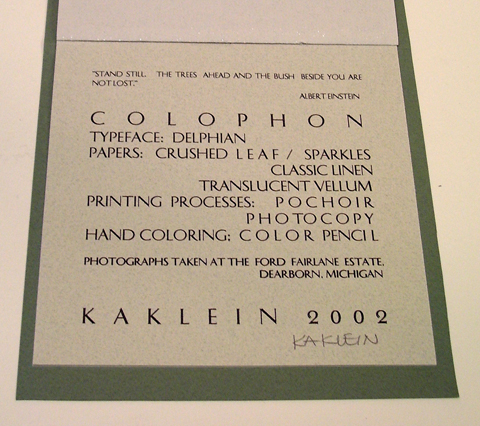 "STAND STILL. THE TREES AHEAD AND THE BUSH BESIDE YOU ARE
NOT LOST."
ALBERT EINSTEIN
COLOPHON
TYPEFACE: DELPHIAN
PAPERS: CRUSHED LEAF / SPARKLES
CLASSIC LINEN
TRANSLUCENT VELLUM
PRINTING PROCESSES: POCHOIR
PHOTOCOPY
HAND COLORING: COLOR PENCIL
PHOTOGRAPHS TAKEN AT THE FORD FAIRLANE ESTATE,
DEARBORN, MICHIGAN
KAKLEIN 2002
KAKLEIN